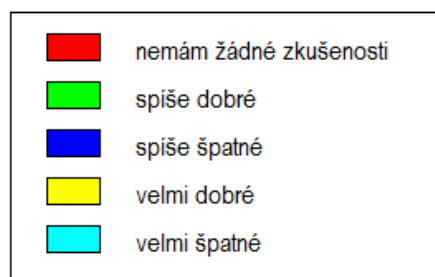 nemám žádné zkušenosti
spíše dobré
spíše špatné
velmi dobré
velmi špatné